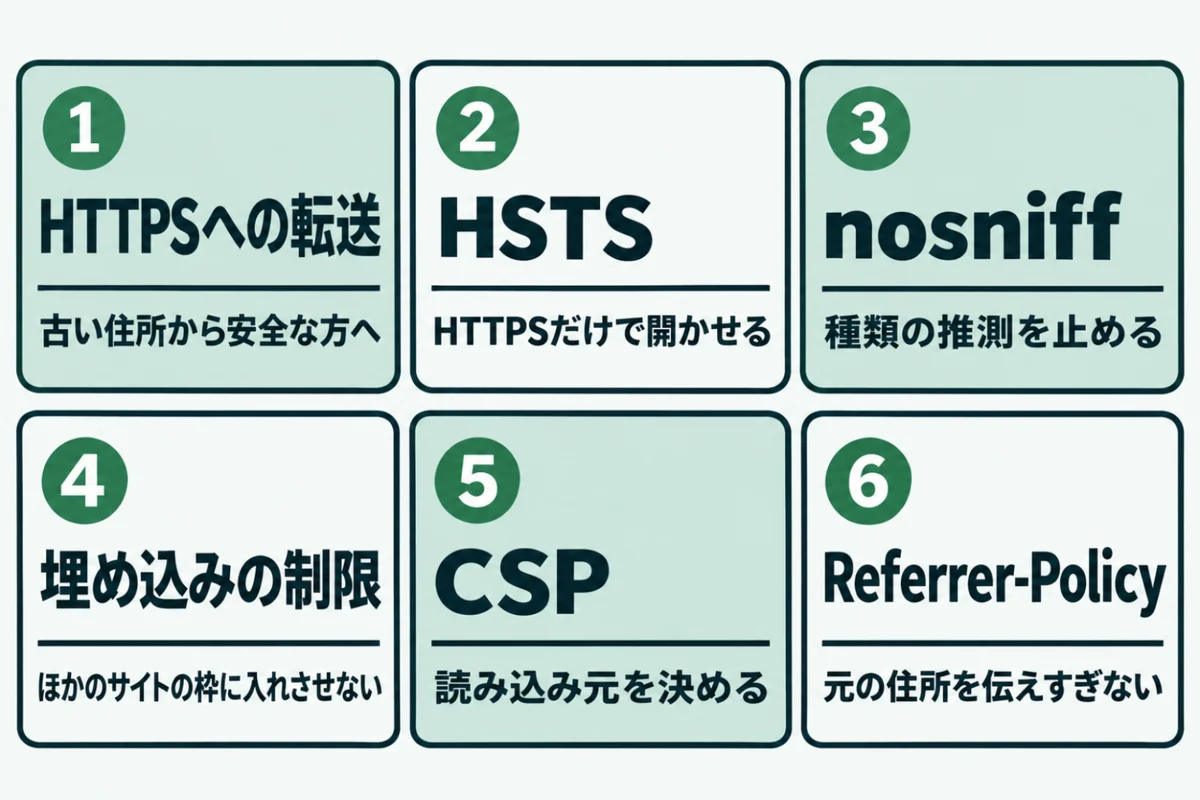 1
HTTPSへの転送
古い住所から安全な方へ
2
HSTS
HTTPSだけで開かせる
3
nosniff
種類の推測を止める
4
埋め込みの制限
ほかのサイトの枠に入れさせない
5
CSP
読み込み元を決める
6
Referrer-Policy
元の住所を伝えすぎない